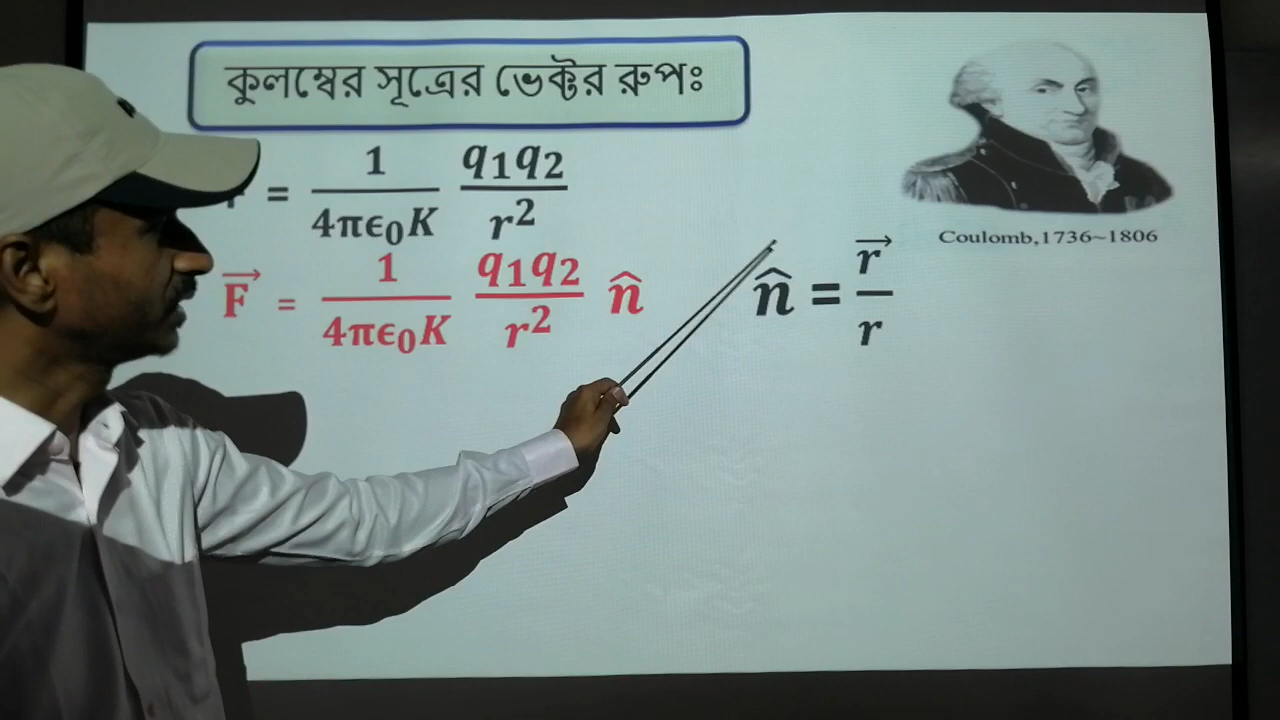 কুলম্বের সূত্রের ভেক্টর রুপঃ
= 1/4πϵ₀K q₁q₂/r²
F⃗ = 1/4πϵ₀K q₁q₂/r² n̂
n̂ = r⃗/r
Coulomb,1736~1806